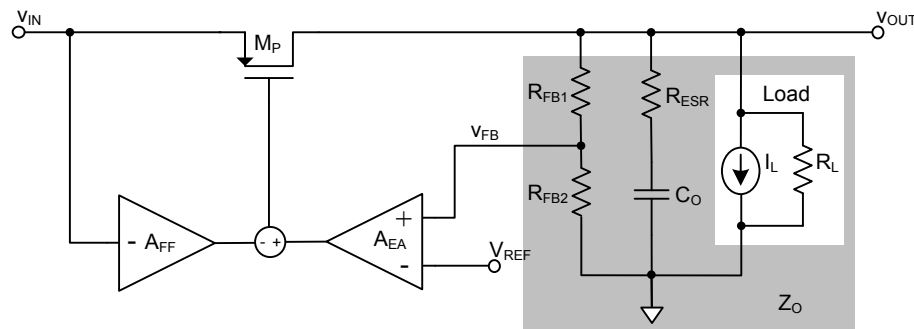 vIN
vOUT
MP
RFB1
RESR
Load
vFB
IL
RL
RFB2
CO
- AFF
- +
AEA
+
-
VREF
ZO